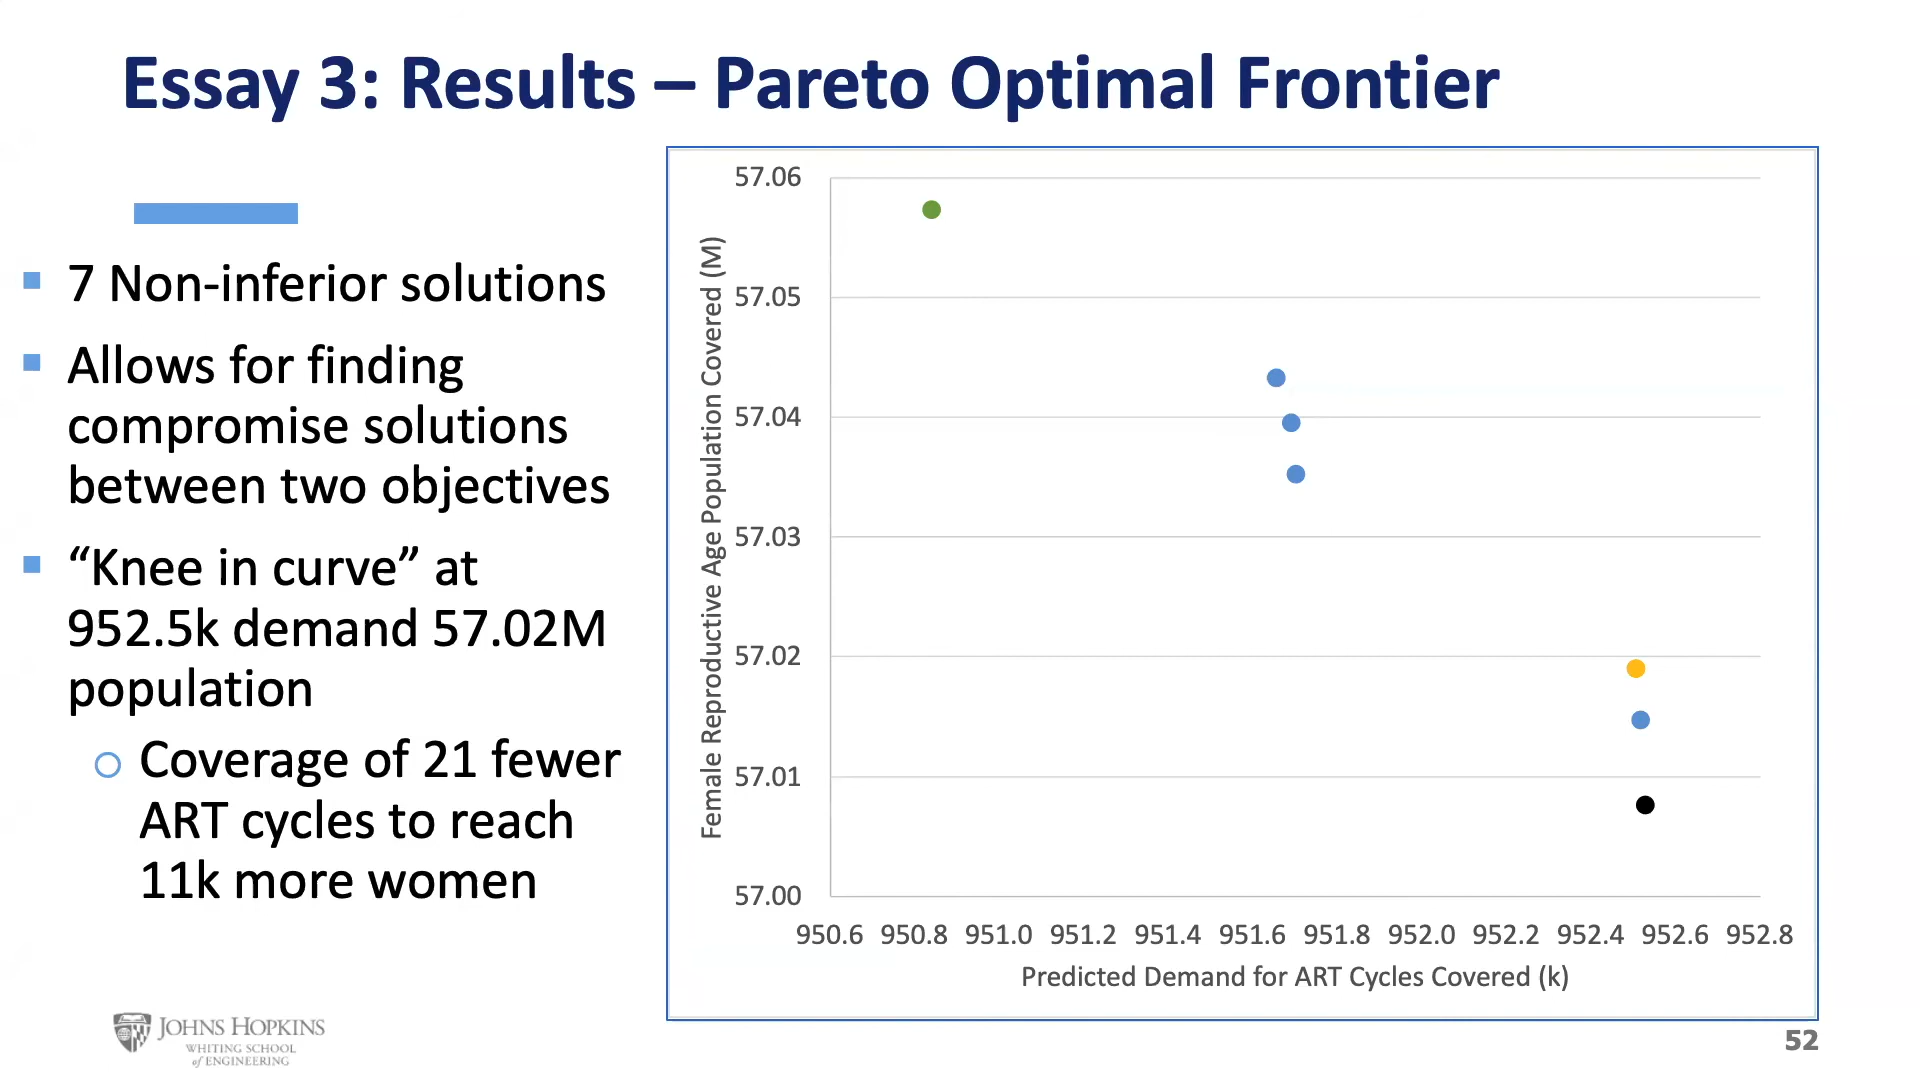 Essay 3: Results – Pareto Optimal Frontier
7 Non-inferior solutions
Allows for finding
compromise solutions
between two objectives
“Knee in curve” at
952.5k demand 57.02M
population
Coverage of 21 fewer
ART cycles to reach
11k more women
Female Reproductive Age Population Covered (M)
57.06
57.05
57.04
57.03
57.02
57.01
57.00
950.6 950.8 951.0 951.2 951.4 951.6 951.8 952.0 952.2 952.4 952.6 952.8
Predicted Demand for ART Cycles Covered (k)
JOHNS HOPKINS
WHITING SCHOOL
of ENGINEERING
52